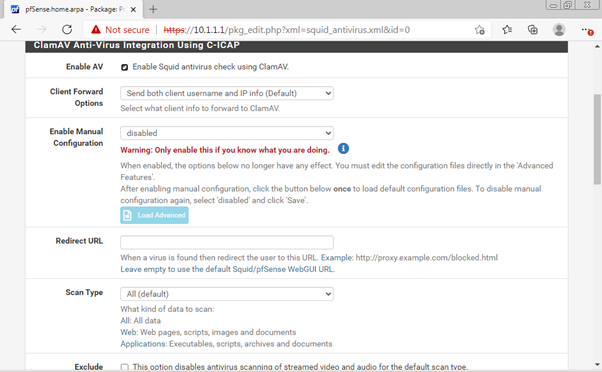 pfSense.home.arpa - Package: P
Not secure
https://10.1.1.1/pkg_edit.php?xml=squid_antivirus.xml&id=0
ClamAV Anti-Virus Integration Using C-ICAP
Enable AV
Enable Squid antivirus check using ClamAV.
Client Forward
Options
Send both client username and IP info (Default)
Select what client info to forward to ClamAV.
Enable Manual
Configuration
disabled
Warning: Only enable this if you know what you are doing.
When enabled, the options below no longer have any effect. You must edit the configuration files directly in the 'Advanced
Features'.
After enabling manual configuration, click the button below once to load default configuration files. To disable manual
configuration again, select 'disabled' and click 'Save'.
Load Advanced
Redirect URL
When a virus is found then redirect the user to this URL. Example: http://proxy.example.com/blocked.html
Leave empty to use the default Squid/pfSense WebGUI URL.
Scan Type
All (default)
What kind of data to scan:
All: All data
Web: Web pages, scripts, images and documents
Applications: Executables, scripts, archives and documents
Exclude
This option disables antivirus scanning of streamed video and audio for the default scan type.